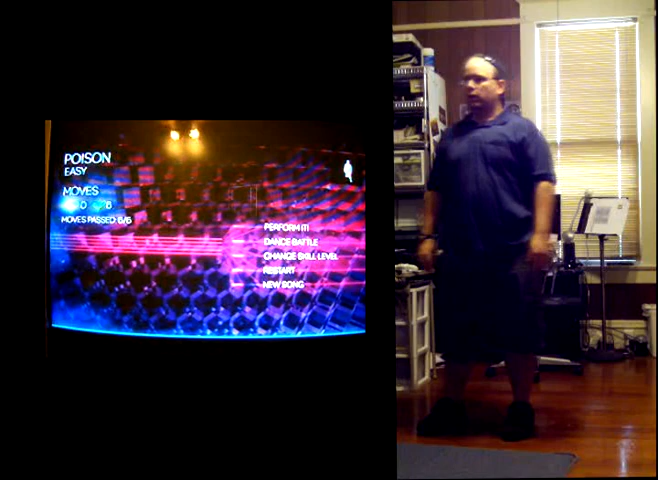 POISON
EASY
MOVES
MOVES PASSED: 6/6
PERFORM IT!
DANCE BATTLE
CHANGE SKILL LEVEL
RESTART
NEW SONG